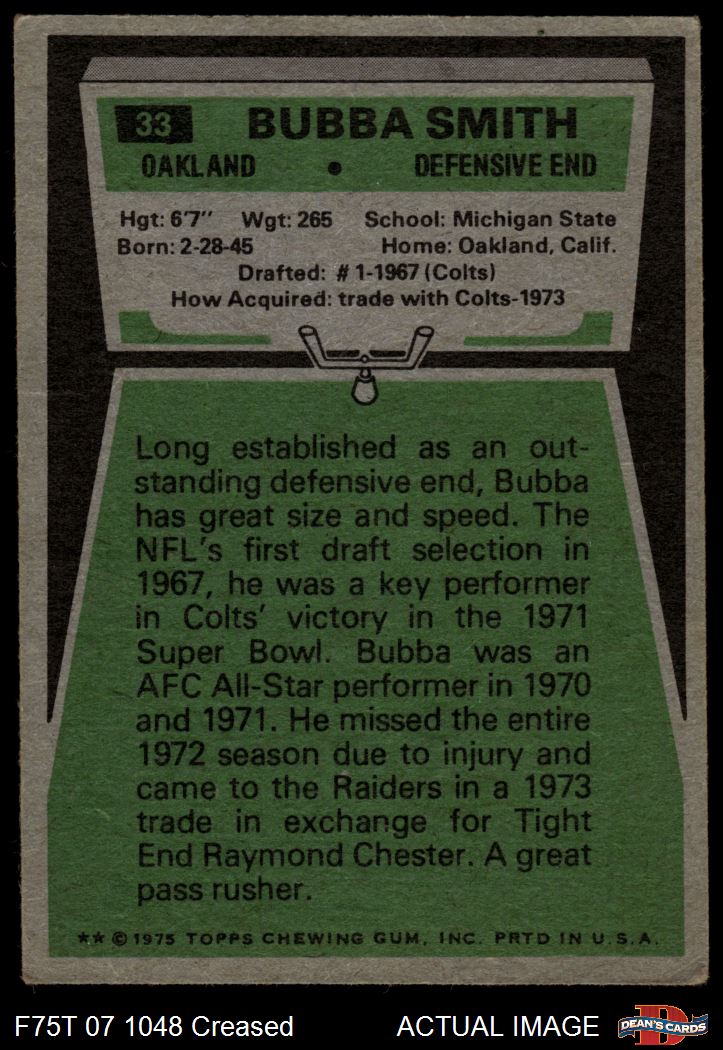 33 BUBBA SMITH
OAKLAND • DEFENSIVE END
Hgt: 6'7" Wgt: 265 School: Michigan State
Born: 2-28-45 Home: Oakland, Calif.
Drafted: #1-1967 (Colts)
How Acquired: trade with Colts-1973
Long established as an out-
standing defensive end, Bubba
has great size and speed. The
NFL's first draft selection in
1967, he was a key performer
in Colts' victory in the 1971
Super Bowl. Bubba was an
AFC All-Star performer in 1970
and 1971. He missed the entire
1972 season due to injury and
came to the Raiders in a 1973
trade in exchange for Tight
End Raymond Chester. A great
pass rusher.
** © 1975 TOPPS CHEWING GUM, INC. PRTD IN U.S.A.
F75T 07 1048 Creased ACTUAL IMAGE
D
DEAN'S CARDS